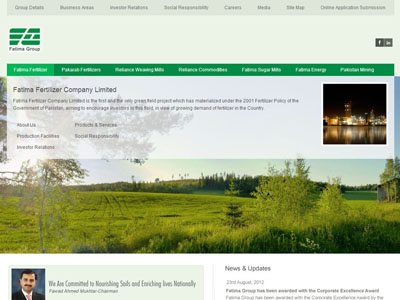 Group Details
Business Areas
Investor Relations
Social Responsibility
Careers
Media
Site Map
Online Application Submission
Fatima Group
Fatima Fertilizer
Pakarab Fertilizers
Reliance Weaving Mills
Reliance Commodities
Fatima Sugar Mills
Fatima Energy
Pakistan Mining
Fatima Fertilizer Company Limited
Fatima Fertilizer Company Limited is the first and the only green field project which has materialized under the 2001 Fertilizer Policy of the
Government of Pakistan, aiming to encourage investors in this field, in view of growing demand of fertilizer in the Country.
About Us
Products & Services
Production Facilities
Social Responsibility
Investor Relations
We Are Committed to Nourishing Soils and Enriching lives Nationally
Fawad Ahmed Mukhtar-Chairman
News & Updates
23rd August, 2012
Fatima Group has been awarded with the Corporate Excellence Award
Fatima Group has been awarded with the Corporate Excellence Award by the